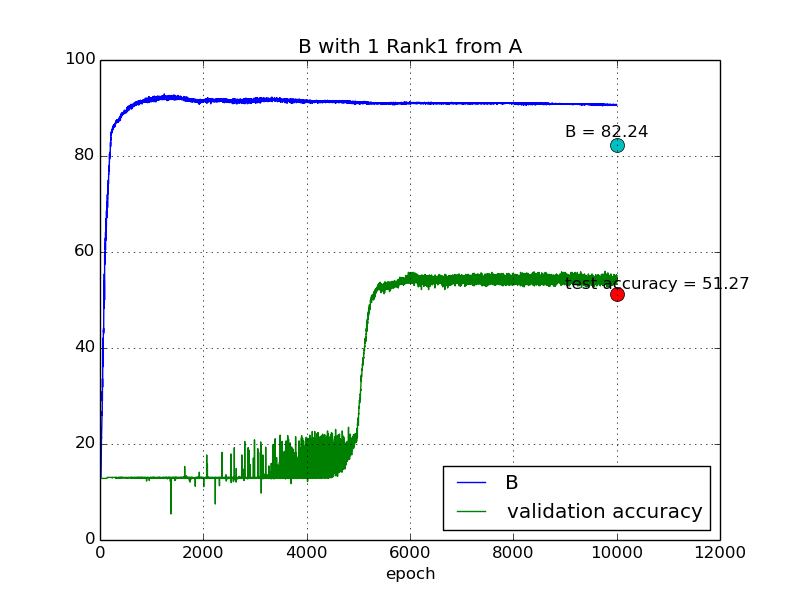 B with 1 Rank1 from A
100
80
60
40
20
0
B = 82.24
test accuracy = 51.27
B
validation accuracy
0 2000 4000 6000 8000 10000 12000
epoch